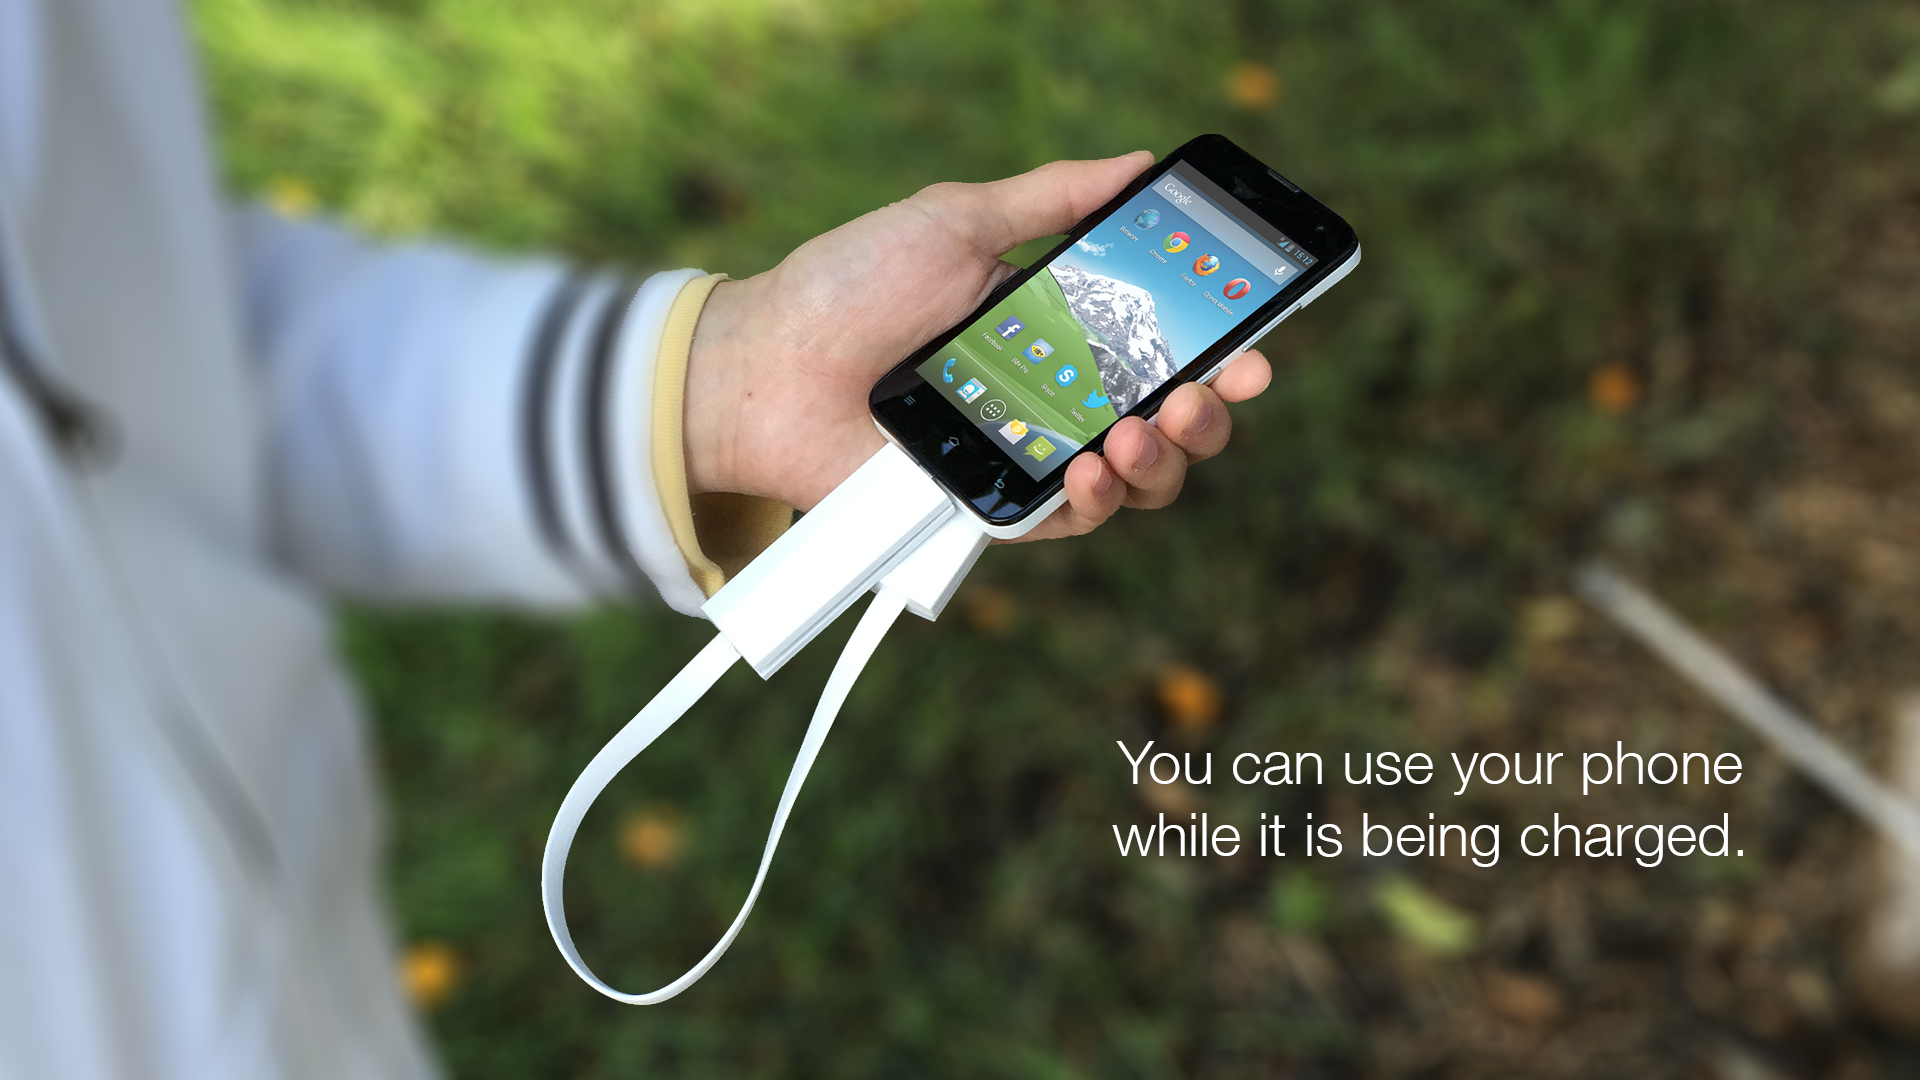 Google
15:12
Browser
Chrome
Firefox
Opera Mobile
Facebook
IM+ Pro
Skype
Twitter
You can use your phone
while it is being charged.